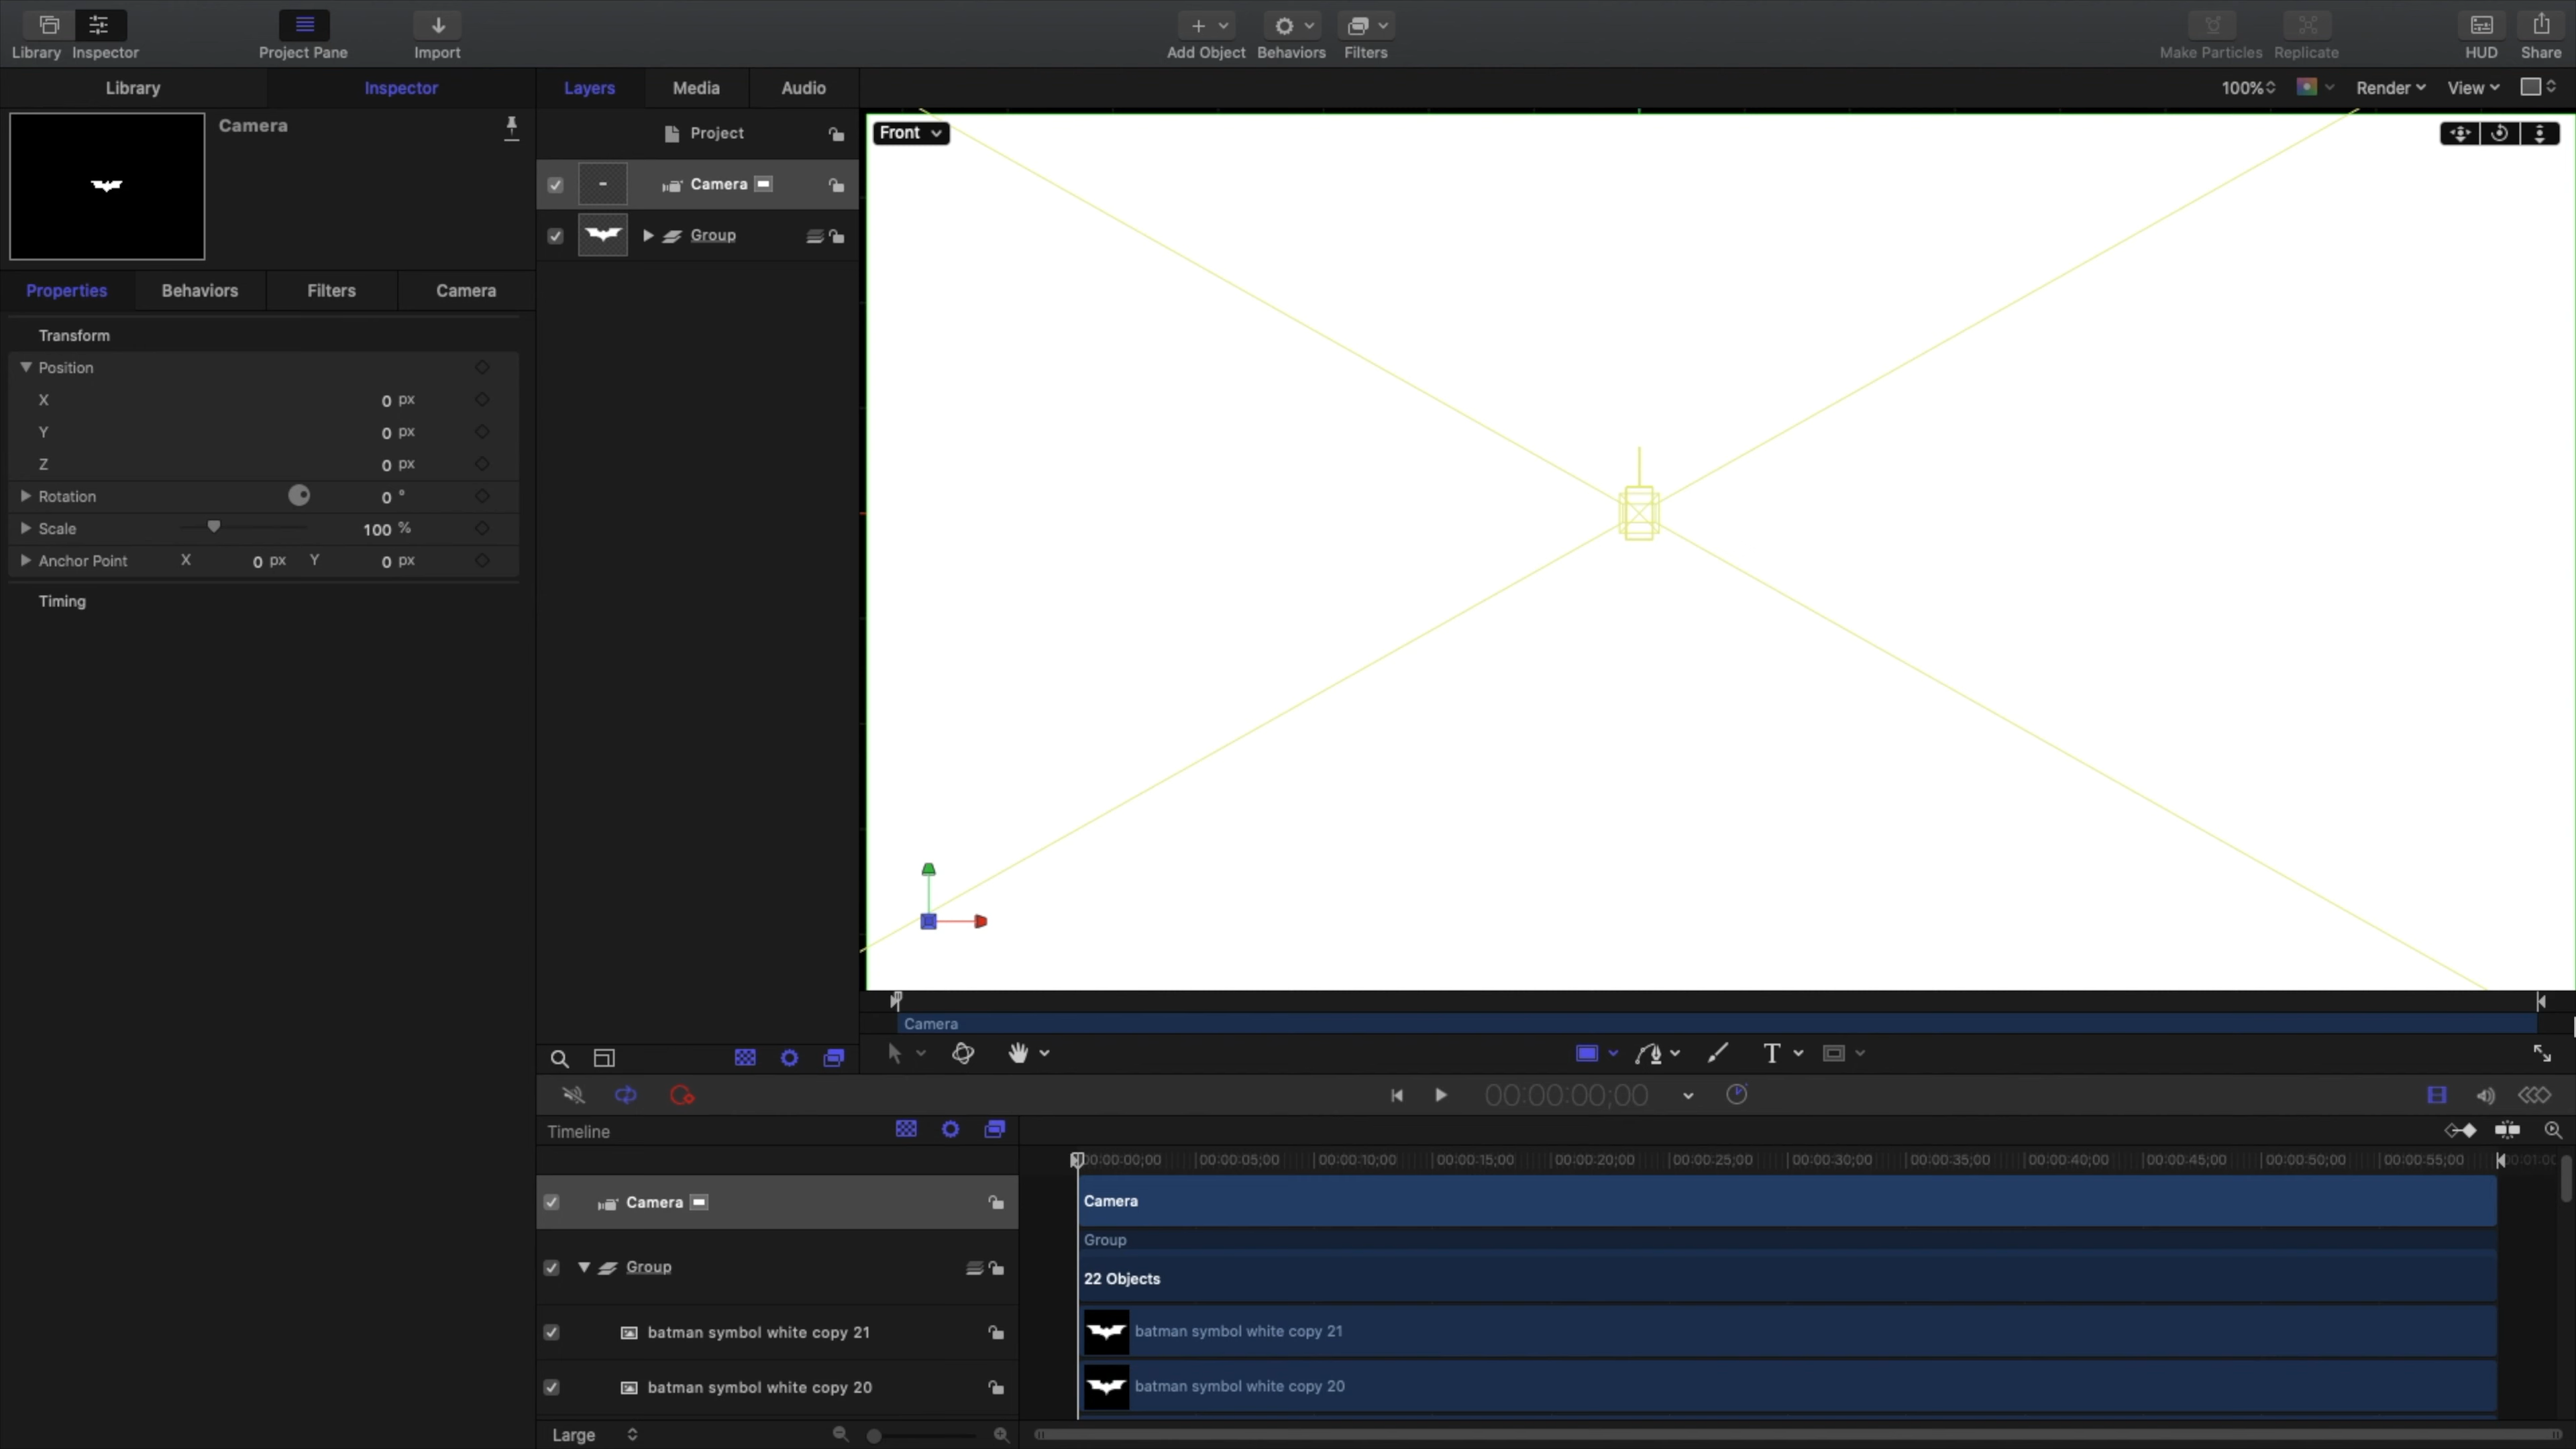 Library Inspector Project Pane Import Add Object Behaviors Filters Make Particles Replicate HUD Share
Library Inspector Layers Media Audio 100% Render View
Camera
Project
Camera
Group
Front
Properties Behaviors Filters Camera
Transform
Position
X 0 px
Y 0 px
Z 0 px
Rotation 0 °
Scale 100 %
Anchor Point X 0 px Y 0 px
Timing
Camera
T
00:00:00;00
Timeline
00:00:00;00 00:00:05;00 00:00:10;00 00:00:15;00 00:00:20;00 00:00:25;00 00:00:30;00 00:00:35;00 00:00:40;00 00:00:45;00 00:00:50;00 00:00:55;00
Camera Camera
Group
Group
22 Objects
batman symbol white copy 21 batman symbol white copy 21
batman symbol white copy 20 batman symbol white copy 20
Large